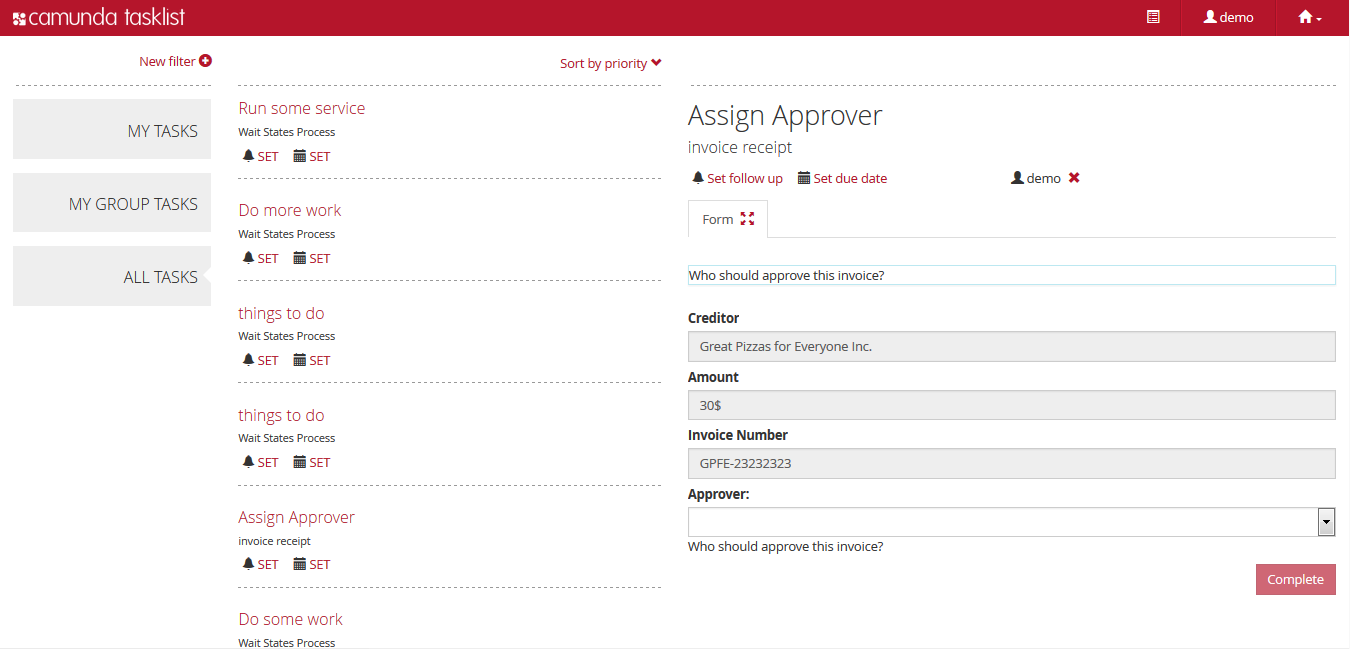 camunda tasklist
demo
New filter
Sort by priority
MY TASKS
MY GROUP TASKS
ALL TASKS
Run some service
Wait States Process
SET SET
Do more work
Wait States Process
SET SET
things to do
Wait States Process
SET SET
things to do
Wait States Process
SET SET
Assign Approver
invoice receipt
SET SET
Do some work
Wait States Process
Assign Approver
invoice receipt
Set follow up Set due date demo
Form
Who should approve this invoice?
Creditor
Great Pizzas for Everyone Inc.
Amount
30$
Invoice Number
GPFE-23232323
Approver:
Who should approve this invoice?
Complete